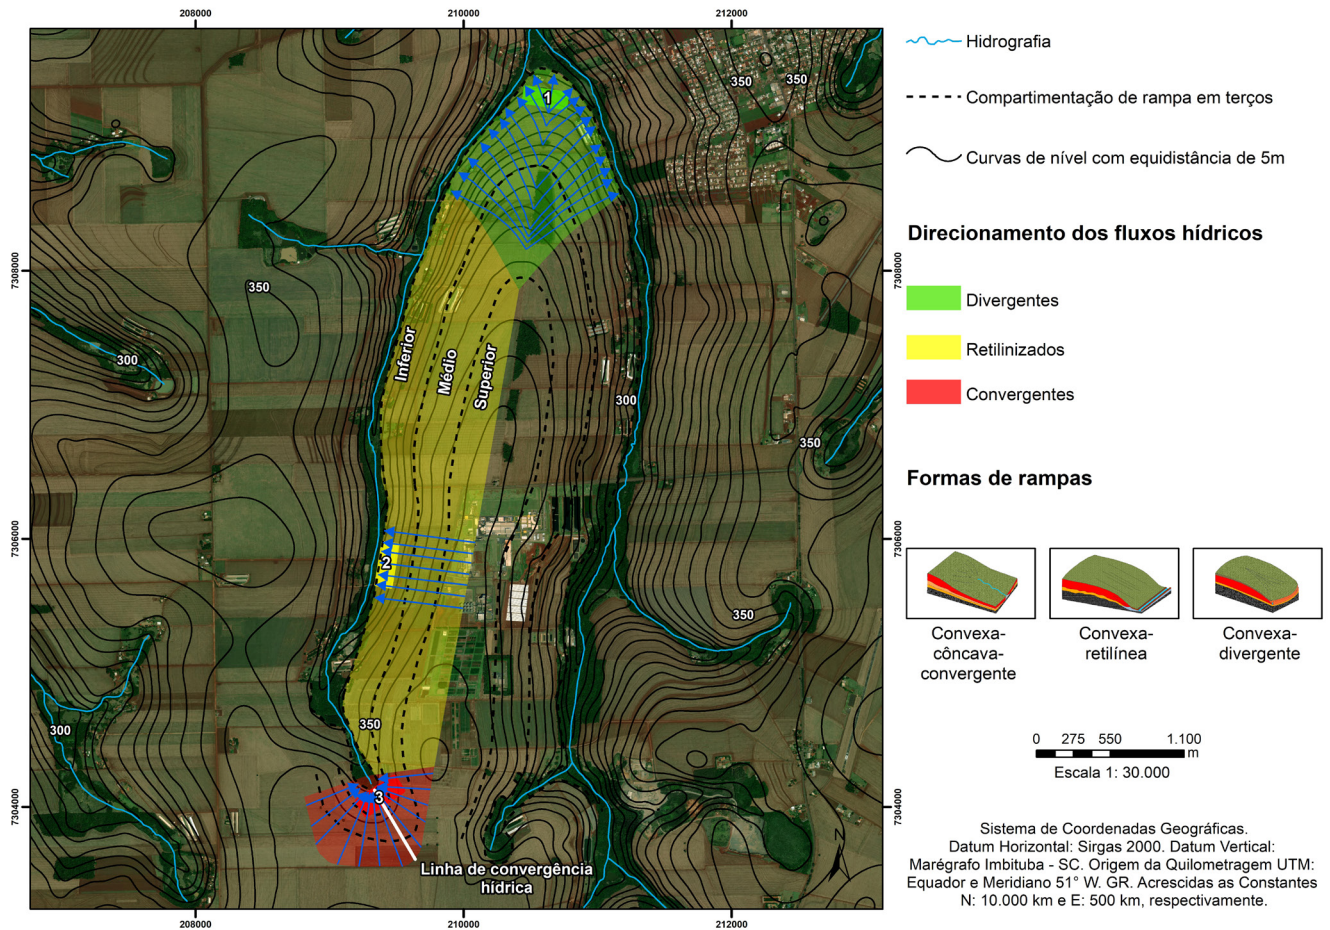 208000
210000
212000
7308000
7306000
7304000
7308000
7306000
7304000
208000
210000
212000
350
350
350
300
300
350
350
300
350
1
2
3
Inferior
Médio
Superior
Linha de convergência
hídrica
N
Hidrografia
Compartimentação de rampa em terços
Curvas de nível com equidistância de 5m
Direcionamento dos fluxos hídricos
Divergentes
Retilinizados
Convergentes
Formas de rampas
Convexa-
côncava-
convergente
Convexa-
retilínea
Convexa-
divergente
0 275 550 1.100
m
Escala 1: 30.000
Sistema de Coordenadas Geográficas.
Datum Horizontal: Sirgas 2000. Datum Vertical:
Marégrafo Imbituba - SC. Origem da Quilometragem UTM:
Equador e Meridiano 51° W. GR. Acrescidas as Constantes
N: 10.000 km e E: 500 km, respectivamente.